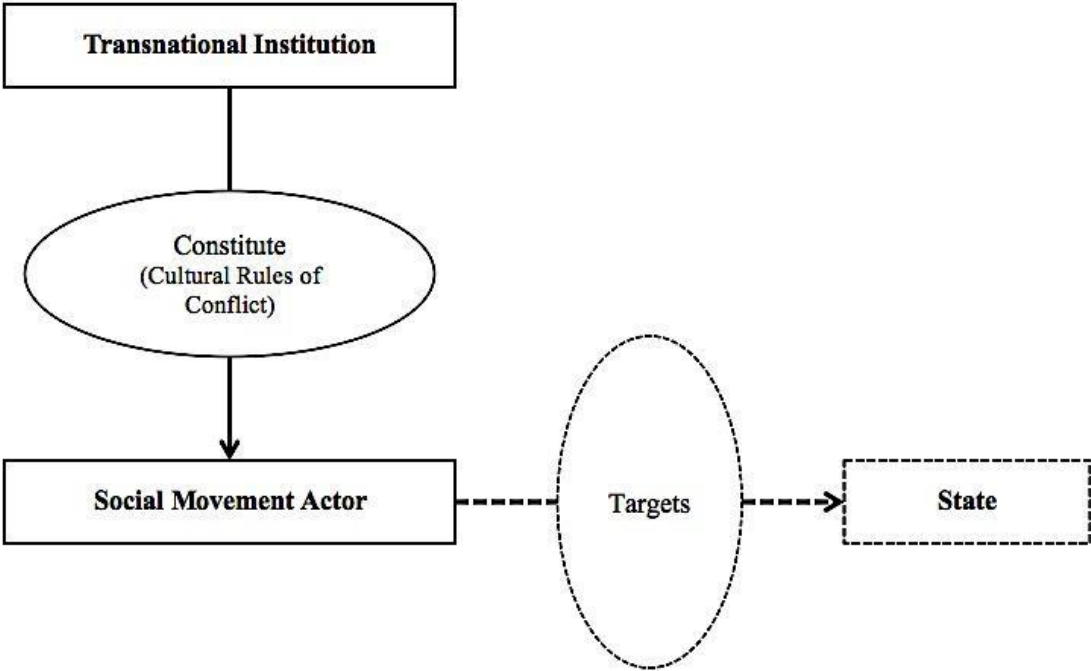 Transnational Institution
Constitute
(Cultural Rules of
Conflict)
Social Movement Actor
Targets
State